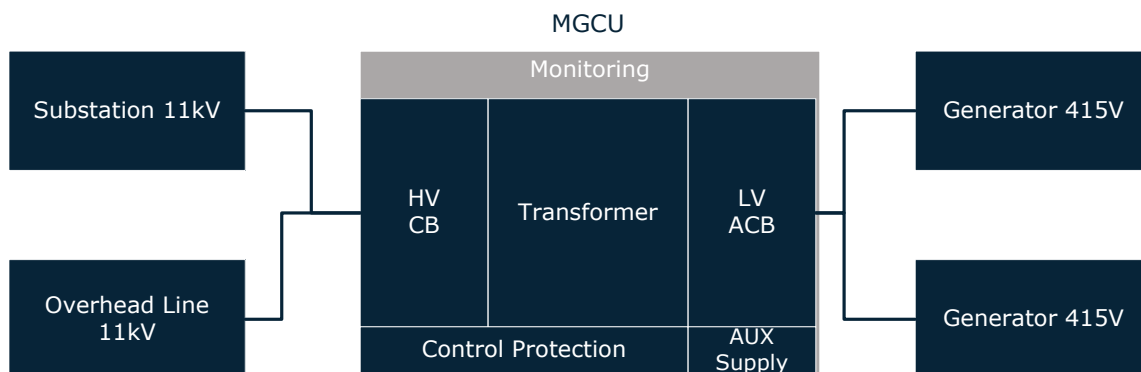 MGCU
Monitoring
Substation 11kV
Generator 415V
HV
CB
Transformer
LV
ACB
Overhead Line
11kV
Generator 415V
Control Protection
AUX
Supply